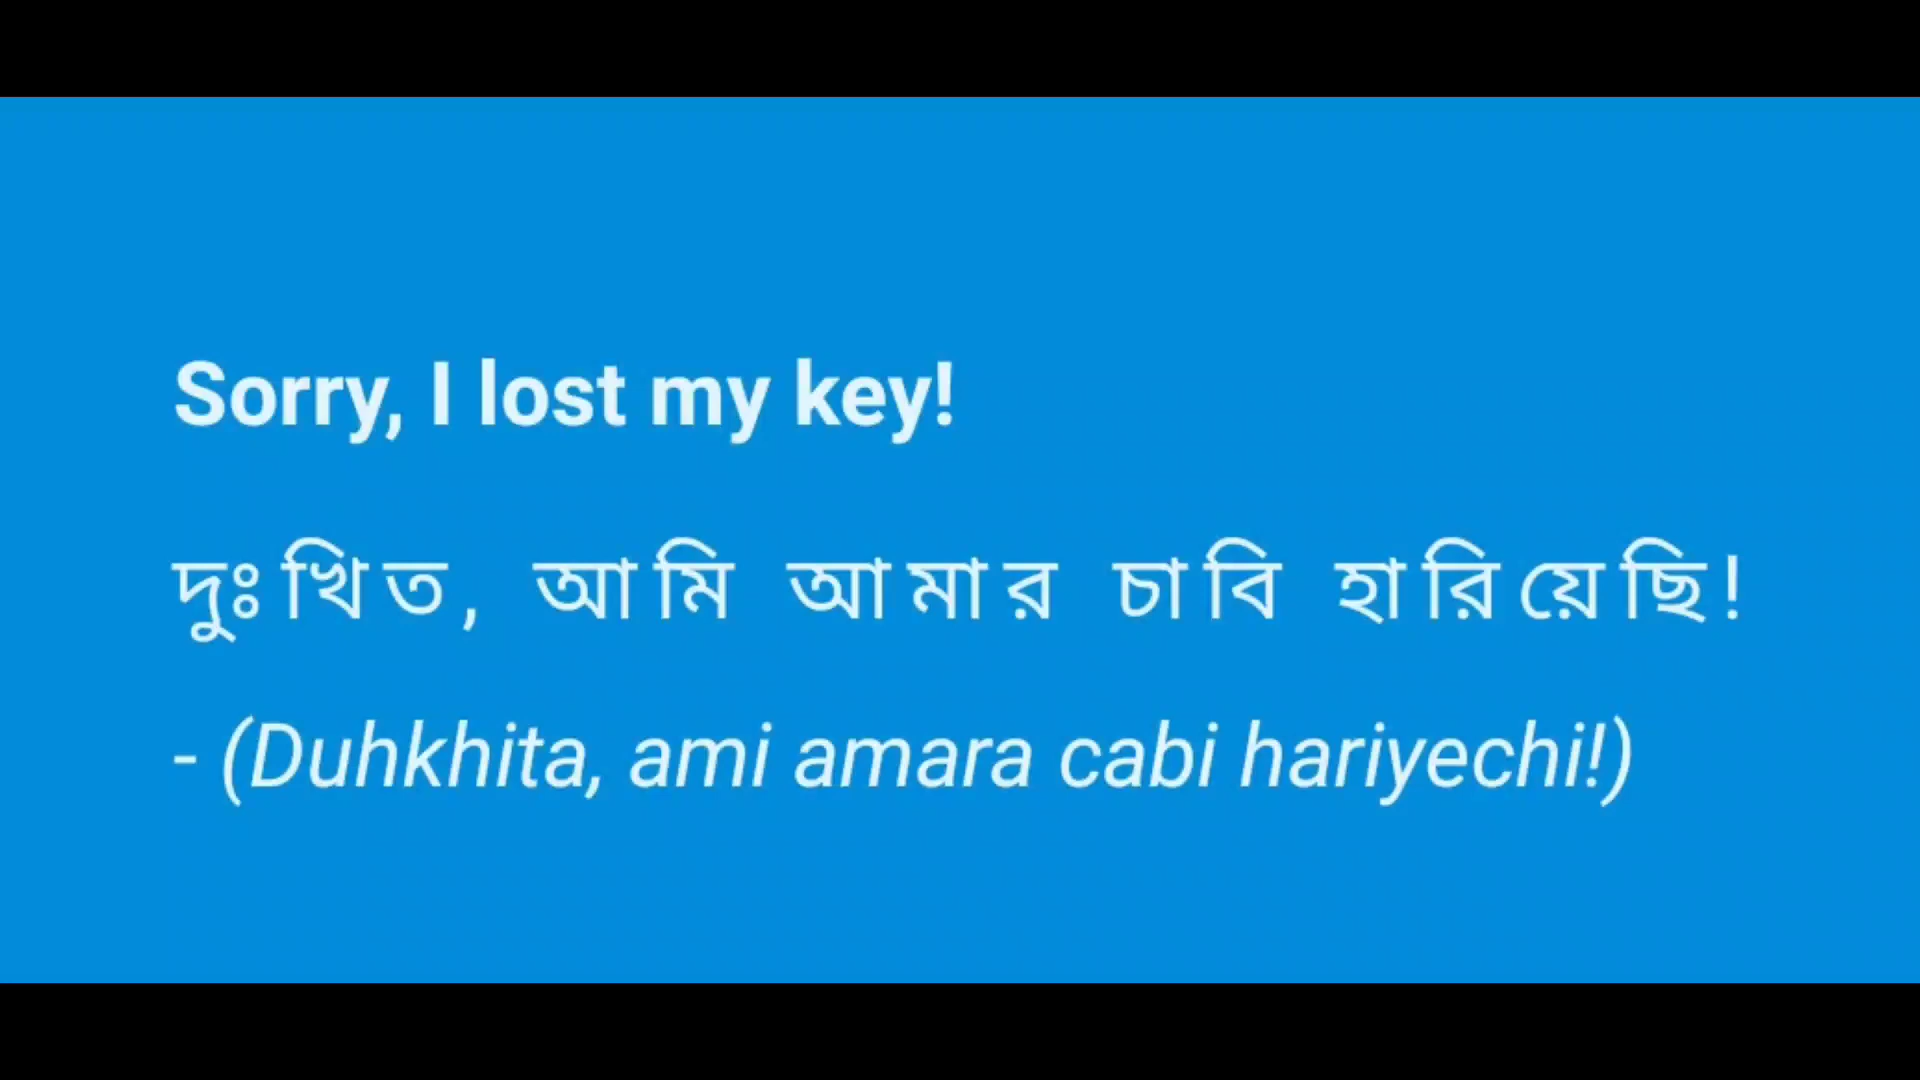 Sorry, I lost my key!
দুঃখিত, আমি আমার চাবি হারিয়েছি!
- (Duhkhita, ami amara cabi hariyechi!)